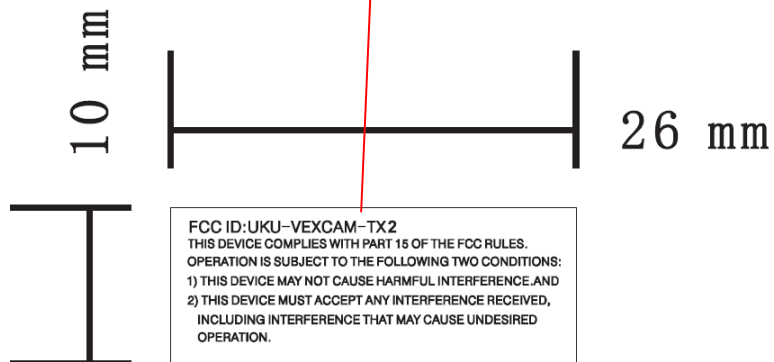 10 mm
26 mm
FCC ID:UKU-VEXCAM-TX2
THIS DEVICE COMPLIES WITH PART 15 OF THE FCC RULES.
OPERATION IS SUBJECT TO THE FOLLOWING TWO CONDITIONS:
1) THIS DEVICE MAY NOT CAUSE HARMFUL INTERFERENCE.AND
2) THIS DEVICE MUST ACCEPT ANY INTERFERENCE RECEIVED,
INCLUDING INTERFERENCE THAT MAY CAUSE UNDESIRED
OPERATION.